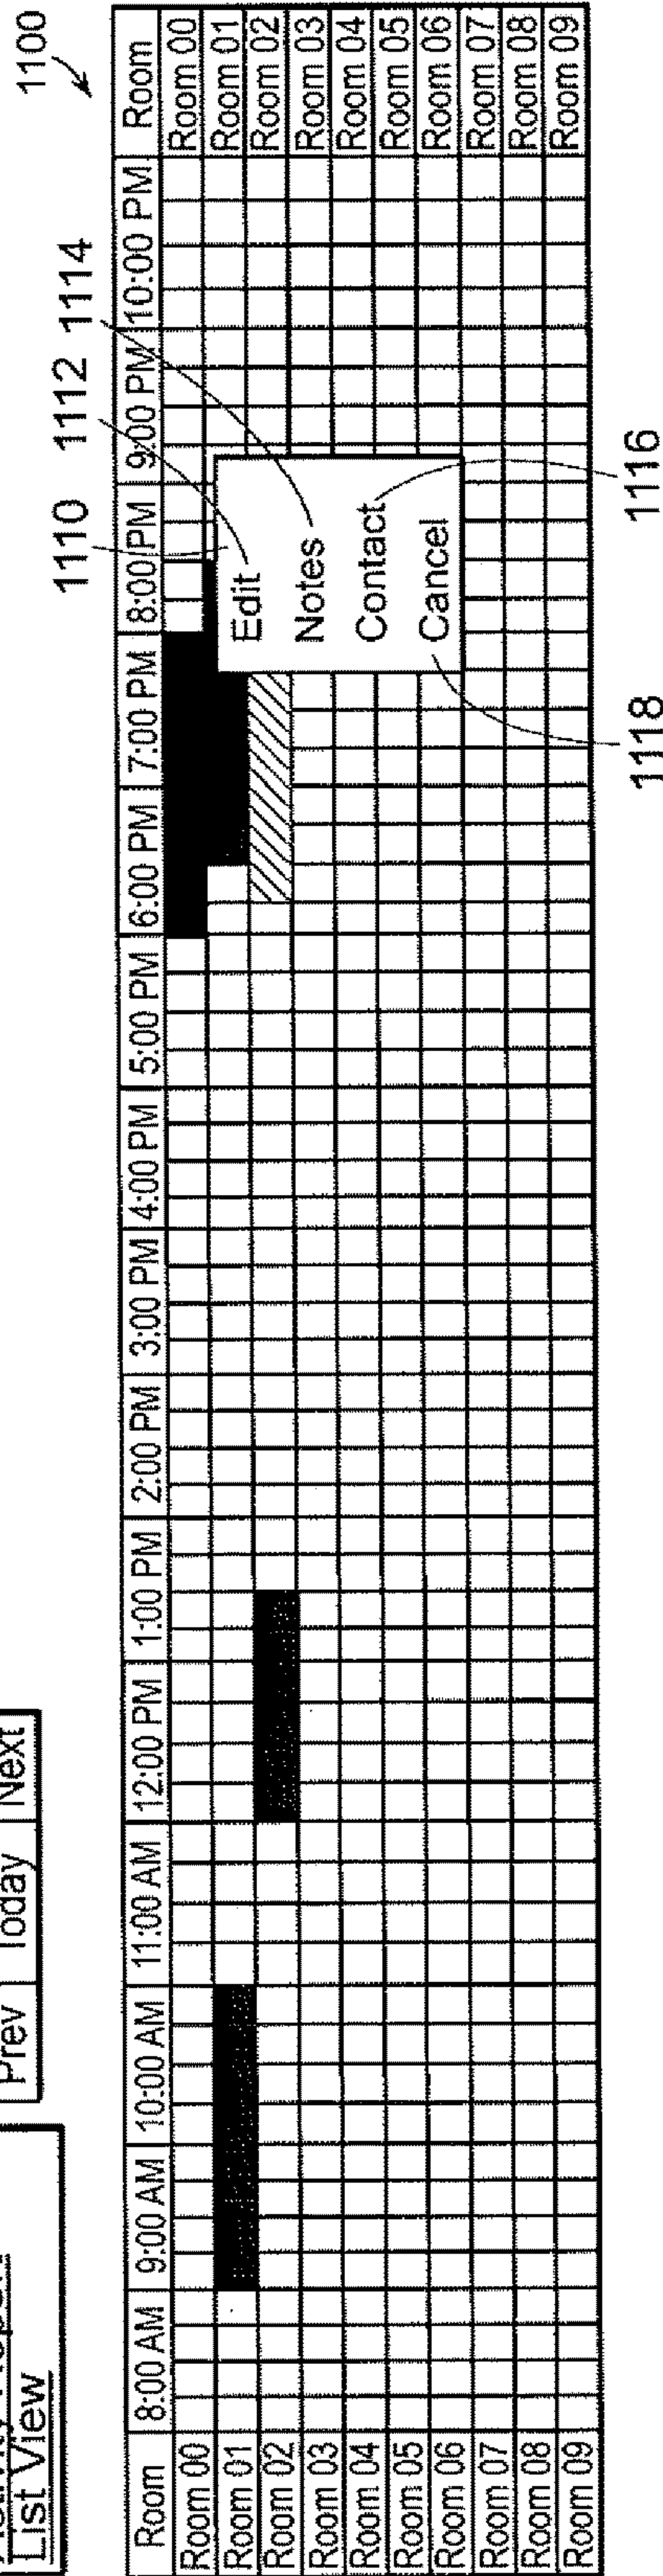 List View
Prev Today Next
1100
1110 1112 1114
Room 8:00 AM 9:00 AM 10:00 AM 11:00 AM 12:00 PM 1:00 PM 2:00 PM 3:00 PM 4:00 PM 5:00 PM 6:00 PM 7:00 PM 8:00 PM 9:00 PM 10:00 PM Room
Room 00 Room 00
Room 01 Room 01
Room 02 Room 02
Room 03 Room 03
Room 04 Room 04
Room 05 Room 05
Room 06 Room 06
Room 07 Room 07
Room 08 Room 08
Room 09 Room 09
Edit
Notes
Contact
Cancel
1118 1116